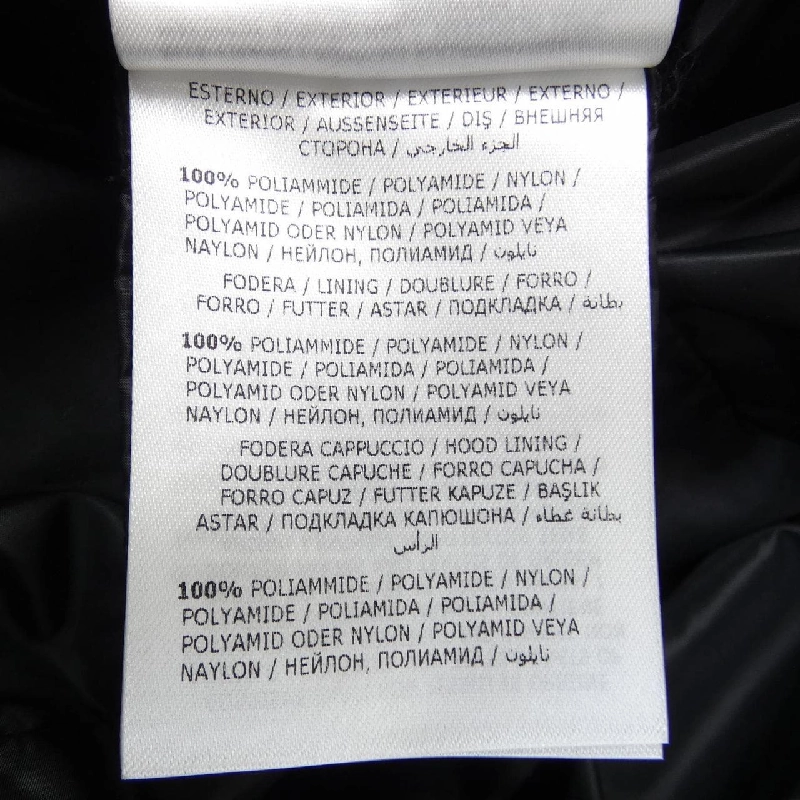 ESTERNO / EXTERIOR / EXTERIEUR / EXTERNO /
EXTERIOR / AUSSENSEITE / DIŞ / ВНЕШНЯЯ
СТОРОНА / الجزء الخارجي
100% POLIAMMIDE / POLYAMIDE / NYLON /
POLYAMIDE / POLIAMIDA / POLIAMIDA /
POLYAMID ODER NYLON / POLYAMID VEYA
NAYLON / НЕЙЛОН, ПОЛИАМИД / نايلون
FODERA / LINING / DOUBLURE / FORRO /
FORRO / FUTTER / ASTAR / ПОДКЛАДКА / بطانة
100% POLIAMMIDE / POLYAMIDE / NYLON /
POLYAMIDE / POLIAMIDA / POLIAMIDA /
POLYAMID ODER NYLON / POLYAMID VEYA
NAYLON / НЕЙЛОН, ПОЛИАМИД / نايلون
FODERA CAPPUCCIO / HOOD LINING /
DOUBLURE CAPUCHE / FORRO CAPUCHA /
FORRO CAPUZ / FUTTER KAPUZE / BAŞLIK
ASTAR / ПОДКЛАДКА КАПЮШОНА / بطانة غطاء
الرأس
100% POLIAMMIDE / POLYAMIDE / NYLON /
POLYAMIDE / POLIAMIDA / POLIAMIDA /
POLYAMID ODER NYLON / POLYAMID VEYA
NAYLON / НЕЙЛОН, ПОЛИАМИД / نايلون